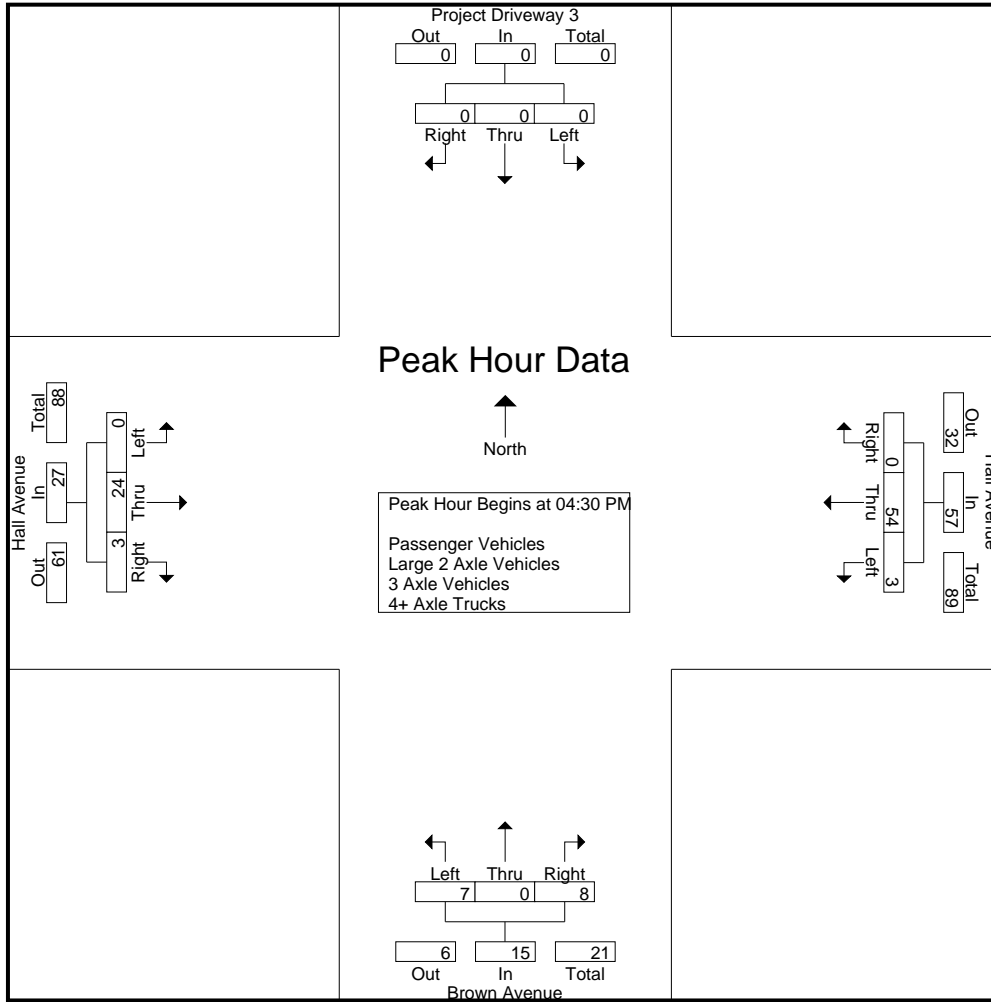 Project Driveway 3
Out In Total
0 0 0
0 0 0
Right Thru Left
Peak Hour Data
North
Peak Hour Begins at 04:30 PM
Passenger Vehicles
Large 2 Axle Vehicles
3 Axle Vehicles
4+ Axle Trucks
Hall Avenue
Out In Total
61 27 88
Left Thru Right
0 24 3
Hall Avenue
Out In Total
32 57 89
Right Thru Left
0 54 3
Left Thru Right
7 0 8
6 15 21
Out In Total
Brown Avenue